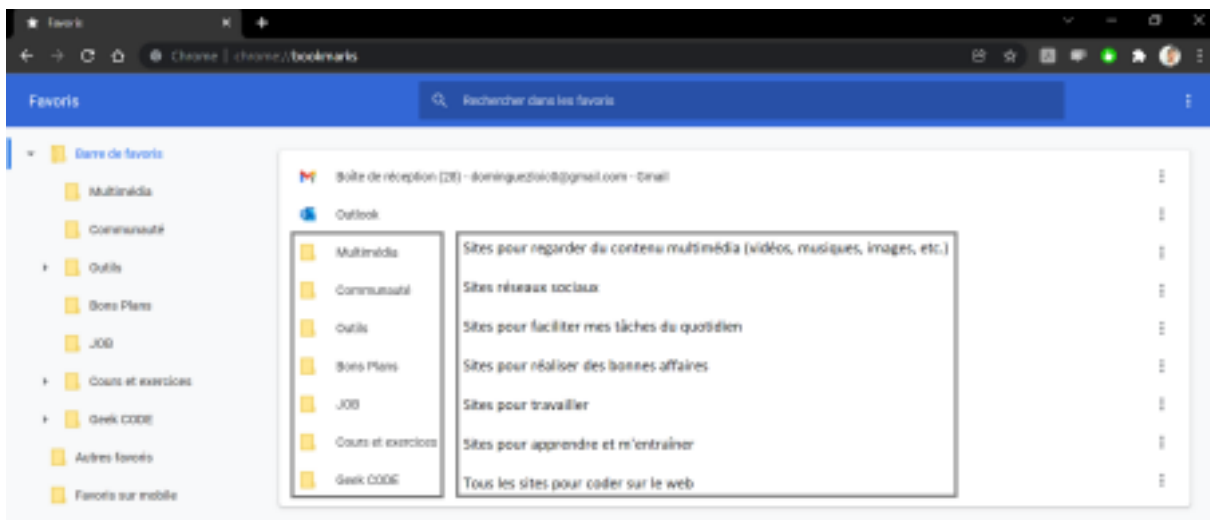 Favoris
Chrome | chrome://bookmarks
Favoris
Rechercher dans les favoris
Barre de favoris
Multimédia
Communauté
Outils
Bons Plans
JOB
Cours et exercices
Geek CODE
Autres favoris
Favoris sur mobile
Boîte de réception (28) - - Gmail
Outlook
Multimédia Sites pour regarder du contenu multimédia (vidéos, musiques, images, etc.)
Communauté Sites réseaux sociaux
Outils Sites pour faciliter mes tâches du quotidien
Bons Plans Sites pour réaliser des bonnes affaires
JOB Sites pour travailler
Cours et exercices Sites pour apprendre et m'entraîner
Geek CODE Tous les sites pour coder sur le web